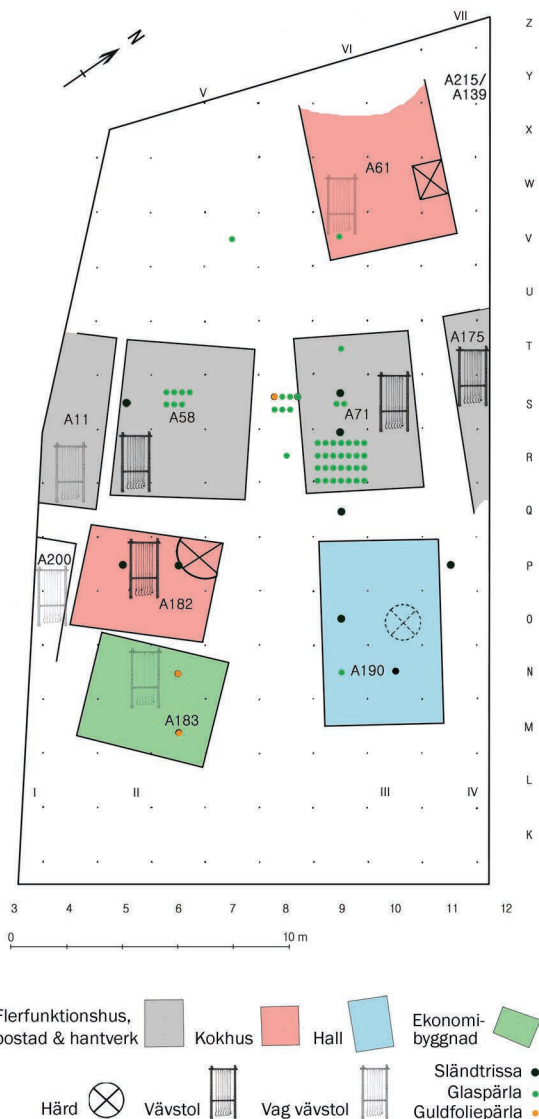 VII
Z
N
VI
Y
A215/
A139
V
X
A61
W
V
U
T
A175
A11
A58
A71
S
R
Q
A200
P
A182
O
A190
N
A183
M
I
II
III
IV
L
K
3 4 5 6 7 8 9 10 11 12
0 10 m
Flerfunktionshus,
bostad & hantverk
Kokhus
Hall
Ekonomi-
byggnad
Sländtrissa
Glaspärla
Guldfoliepärla
Härd
Vävstol
Vag vävstol